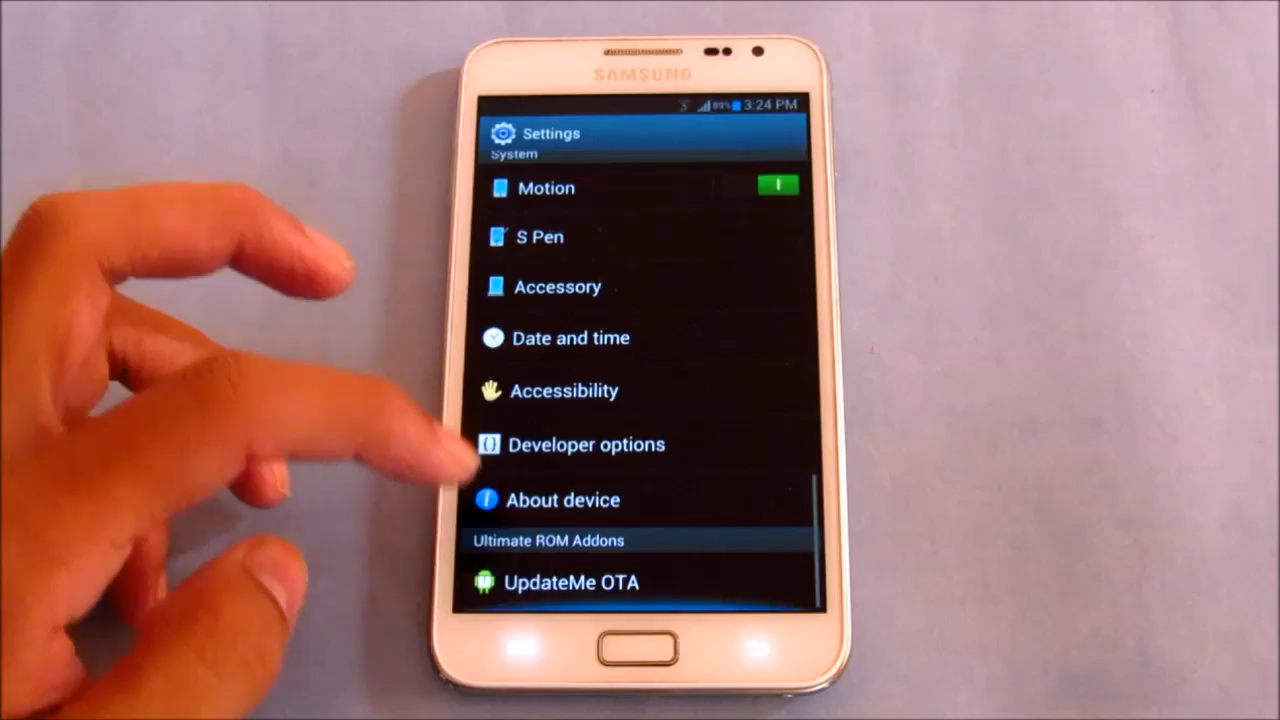 SAMSUNG
89% 3:24 PM
Settings
System
Motion
S Pen
Accessory
Date and time
Accessibility
Developer options
About device
Ultimate ROM Addons
UpdateMe OTA